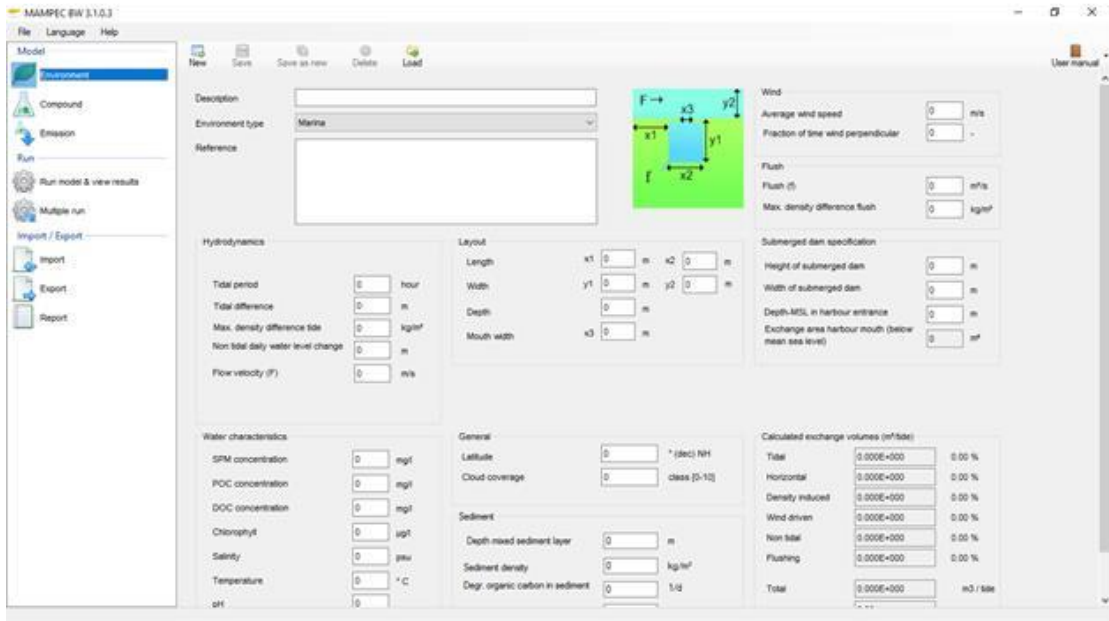 MAMPEC BW 3.1.0.3
File Language Help
Model
Environment
Compound
Emission
Run
Run model & view results
Multiple run
Import / Export
Import
Export
Report
New Save Save as new Delete Load User manual
Description
Environment type Marina
Reference
F x3 y2
x1 y1
f x2
Wind
Average wind speed 0 m/s
Fraction of time wind perpendicular 0 -
Flush
Flush (f) 0 m³/s
Max. density difference flush 0 kg/m³
Hydrodynamics
Tidal period 0 hour
Tidal difference 0 m
Max. density difference tide 0 kg/m³
Non tidal daily water level change 0 m
Flow velocity (F) 0 m/s
Layout
Length x1 0 m x2 0 m
Width y1 0 m y2 0 m
Depth 0 m
Mouth width x3 0 m
Submerged dam specification
Height of submerged dam 0 m
Width of submerged dam 0 m
Depth-MSL in harbour entrance 0 m
Exchange area harbour mouth (below
mean sea level) 0 m²
Water characteristics
SPM concentration 0 mg/l
POC concentration 0 mg/l
DOC concentration 0 mg/l
Chlorophyll 0 µg/l
Salinity 0 psu
Temperature 0 ° C
pH 0
General
Latitude 0 ° (dec) NH
Cloud coverage 0 class [0-10]
Sediment
Depth mixed sediment layer 0 m
Sediment density 0 kg/m³
Degr. organic carbon in sediment 0 1/d
Calculated exchange volumes (m³/tide)
Tidal 0.000E+000 0.00 %
Horizontal 0.000E+000 0.00 %
Density induced 0.000E+000 0.00 %
Wind driven 0.000E+000 0.00 %
Non tidal 0.000E+000 0.00 %
Flushing 0.000E+000 0.00 %
Total 0.000E+000 m3 / tide